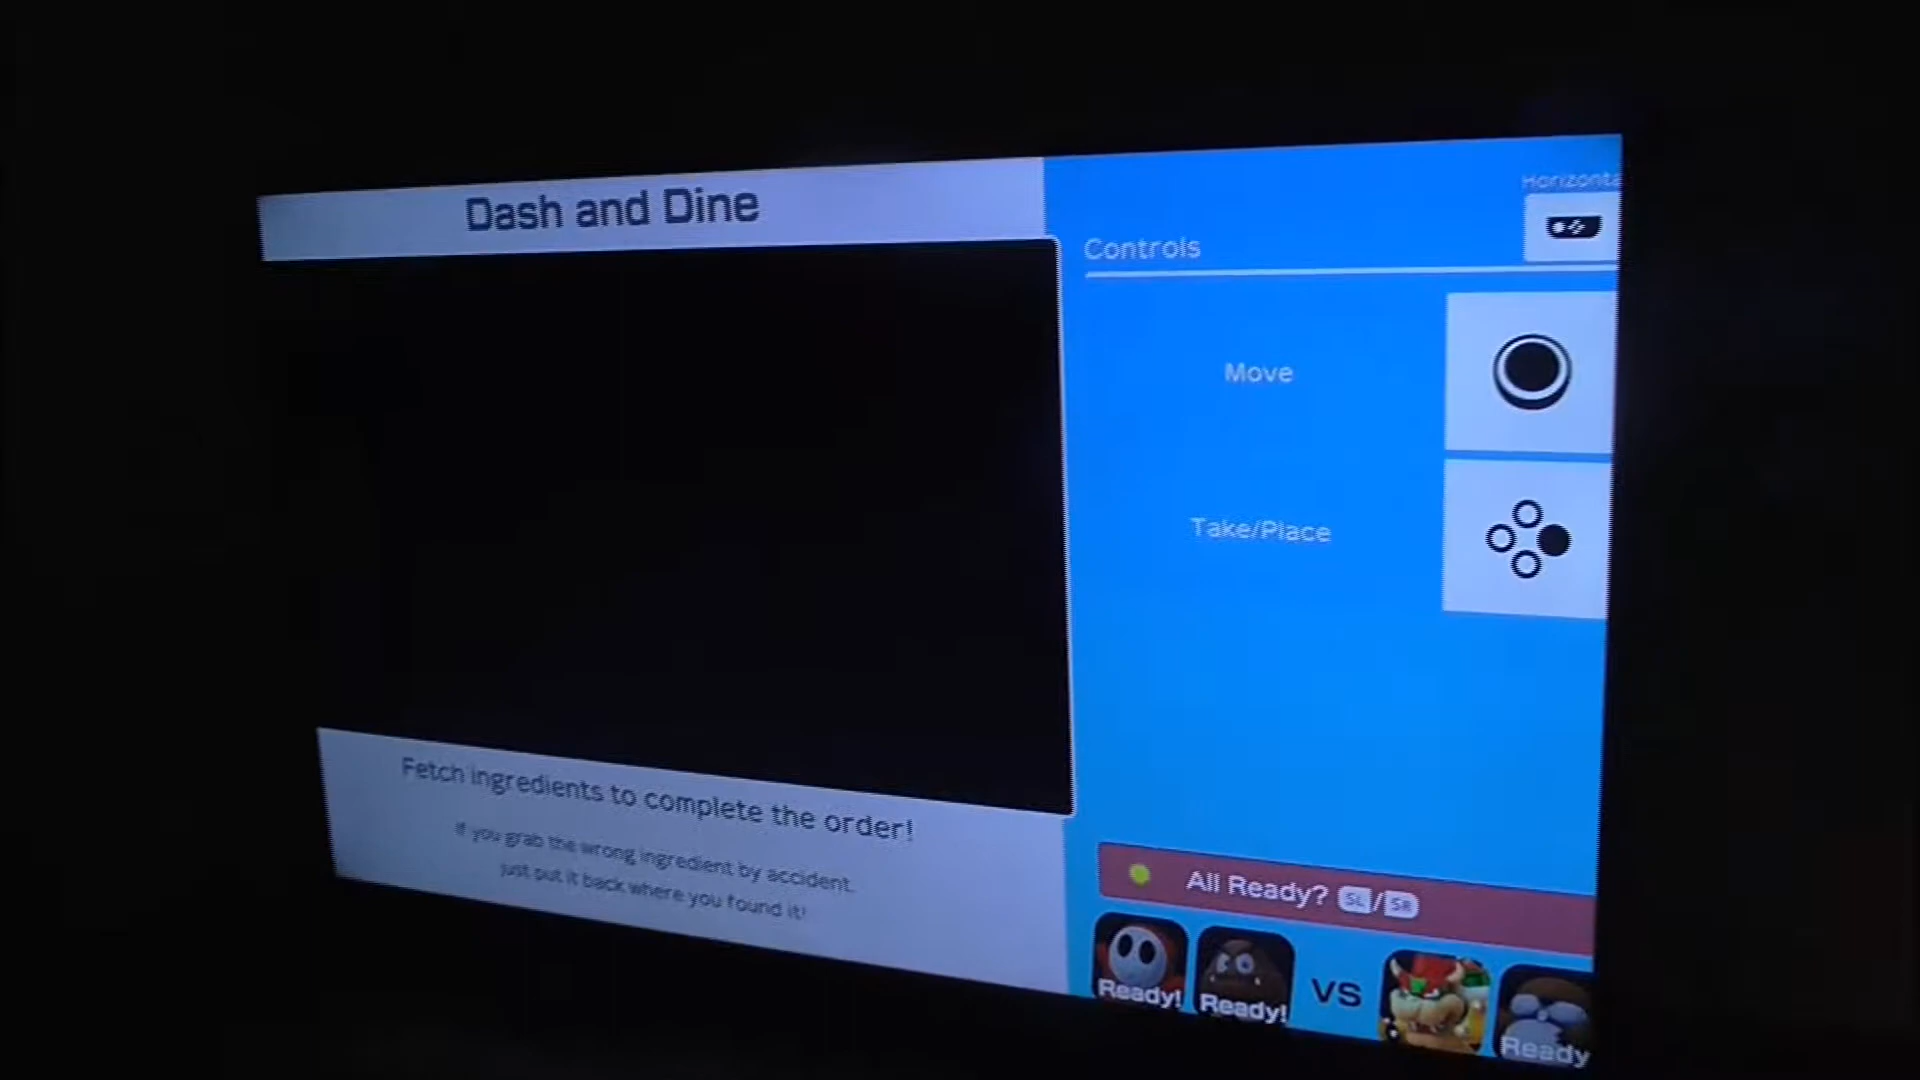 Dash and Dine
Horizonta
Controls
Move
Take/Place
Fetch ingredients to complete the order!
If you grab the wrong ingredient by accident,
just put it back where you found it!
All Ready? SL/SR
Ready! Ready! VS Ready